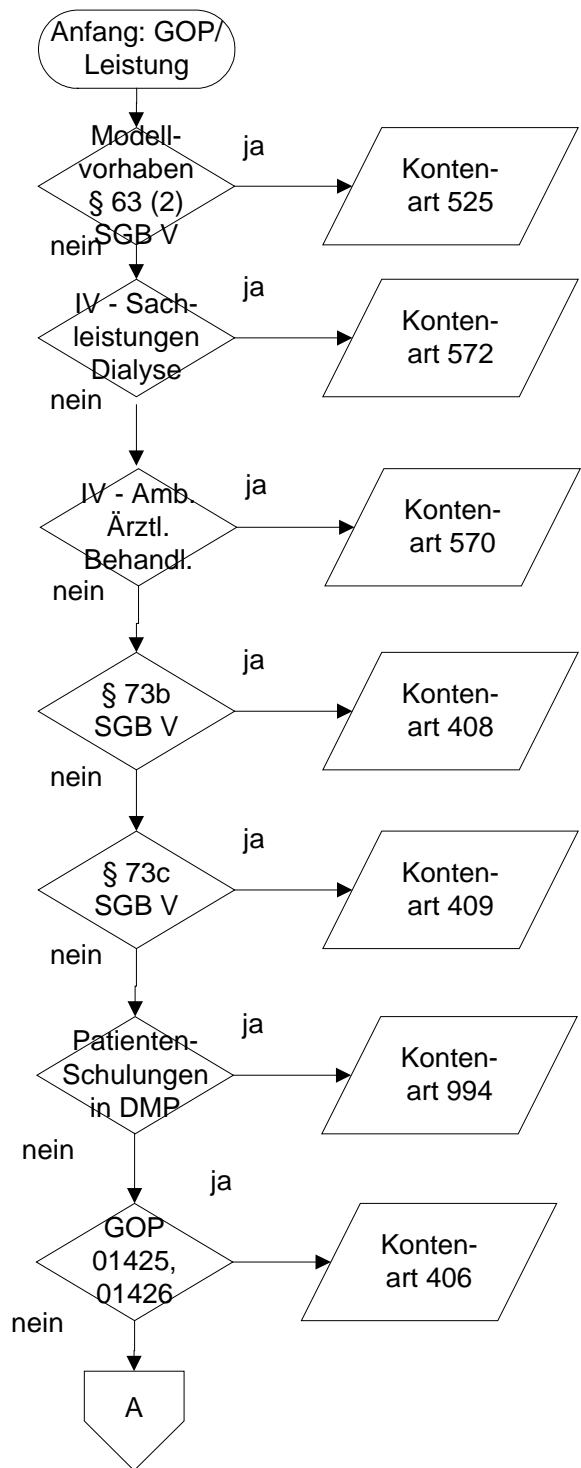 Anfang: GOP/
Leistung
Modell-
vorhaben
§ 63 (2)
SGB V
ja
Konten-
art 525
nein
IV - Sach-
leistungen
Dialyse
ja
Konten-
art 572
nein
IV - Amb.
Ärztl.
Behandl.
ja
Konten-
art 570
nein
§ 73b
SGB V
ja
Konten-
art 408
nein
§ 73c
SGB V
ja
Konten-
art 409
nein
Patienten-
Schulungen
in DMP
ja
Konten-
art 994
nein
GOP
01425,
01426
ja
Konten-
art 406
nein
A